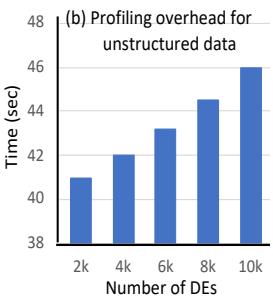 (b) Profiling overhead for
unstructured data
Time (sec)
48
46
44
42
40
38
2k 4k 6k 8k 10k
Number of DEs